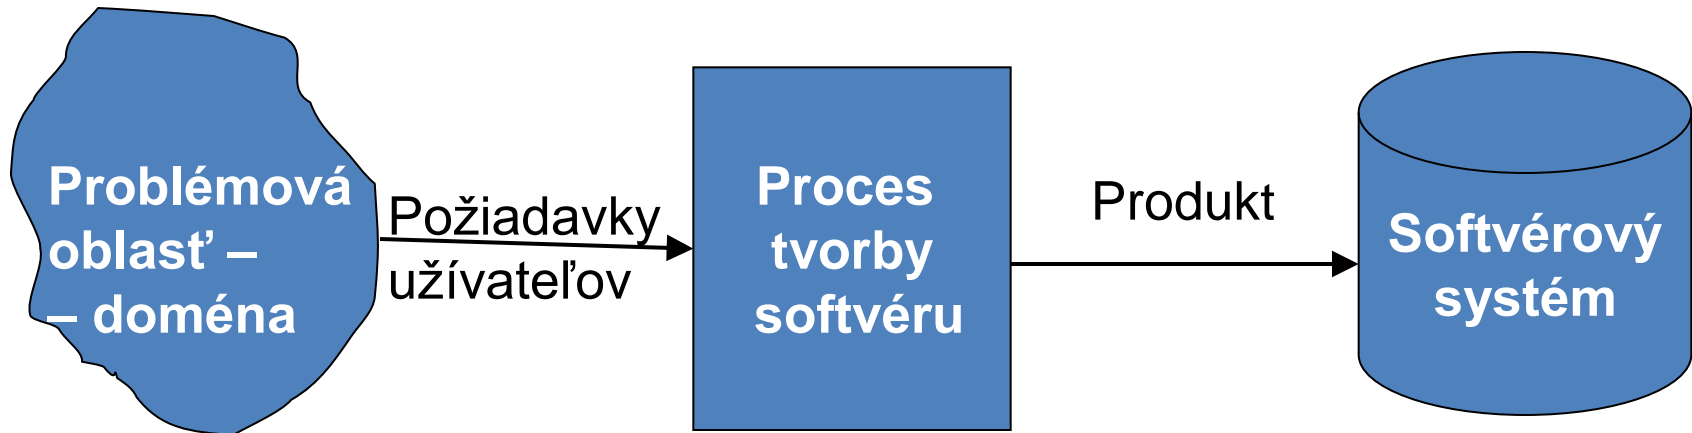 Problémová
oblasť –
– doména
Požiadavky
užívateľov
Proces
tvorby
softvéru
Produkt
Softvérový
systém